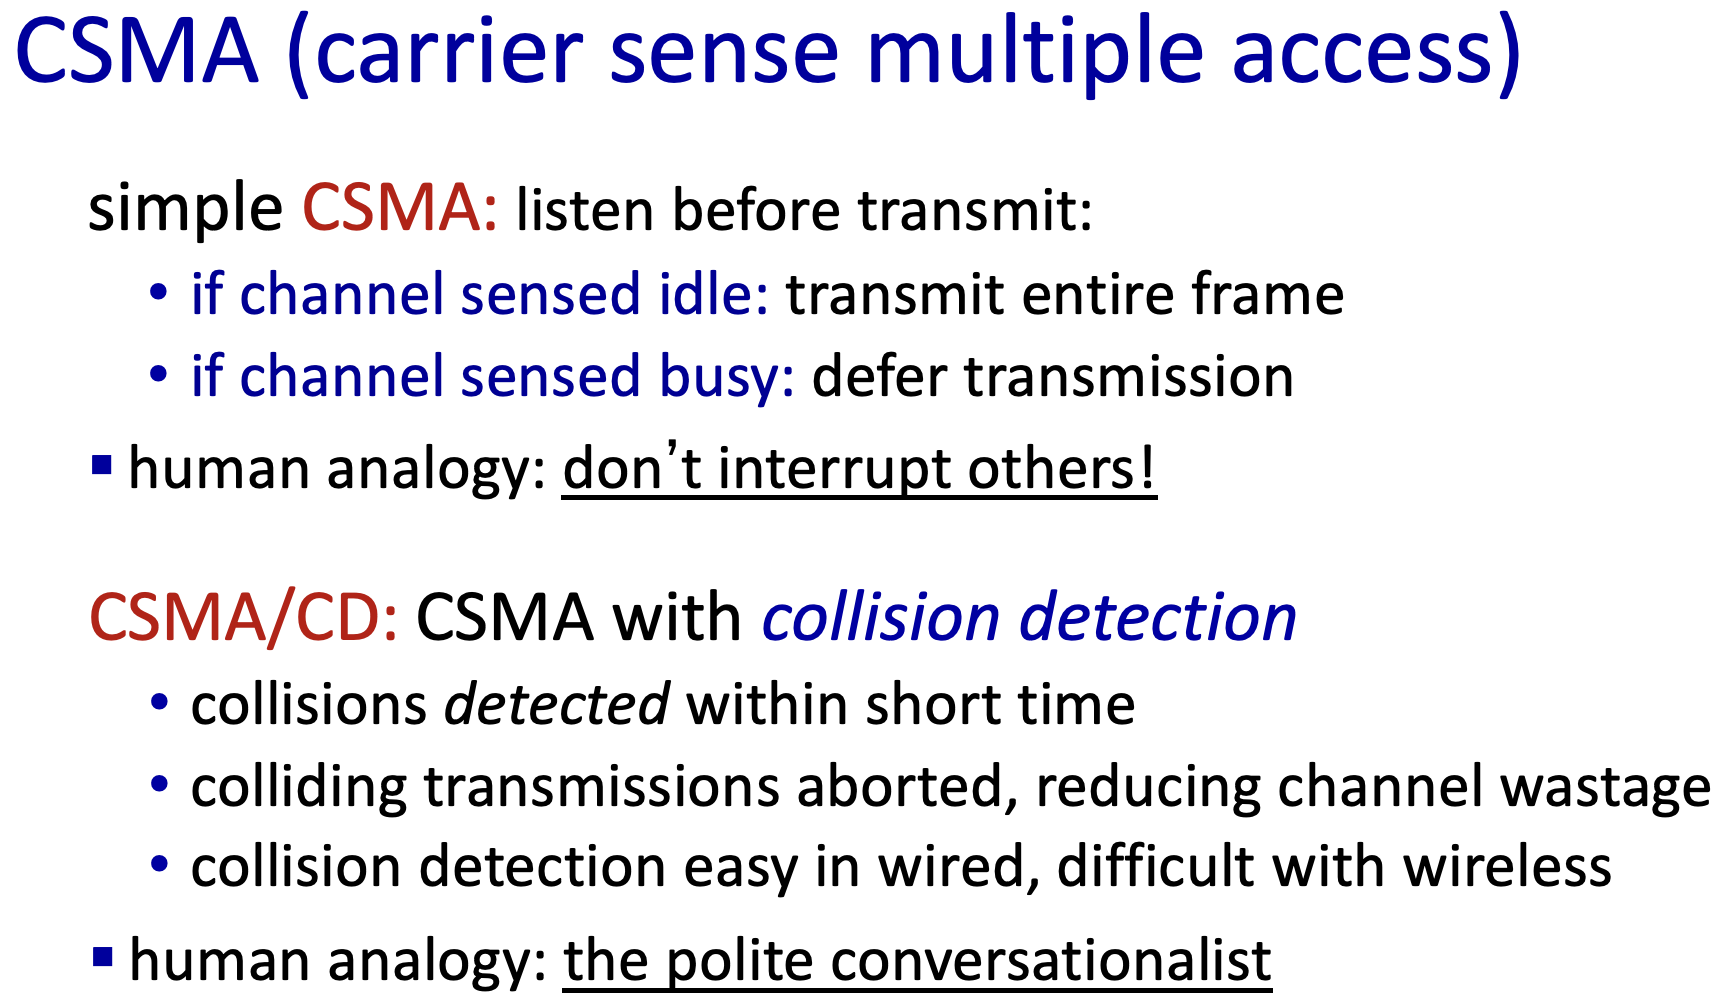 CSMA (carrier sense multiple access)
simple CSMA: listen before transmit:
• if channel sensed idle: transmit entire frame
• if channel sensed busy: defer transmission
▪ human analogy: don’t interrupt others!
CSMA/CD: CSMA with collision detection
• collisions detected within short time
• colliding transmissions aborted, reducing channel wastage
• collision detection easy in wired, difficult with wireless
▪ human analogy: the polite conversationalist